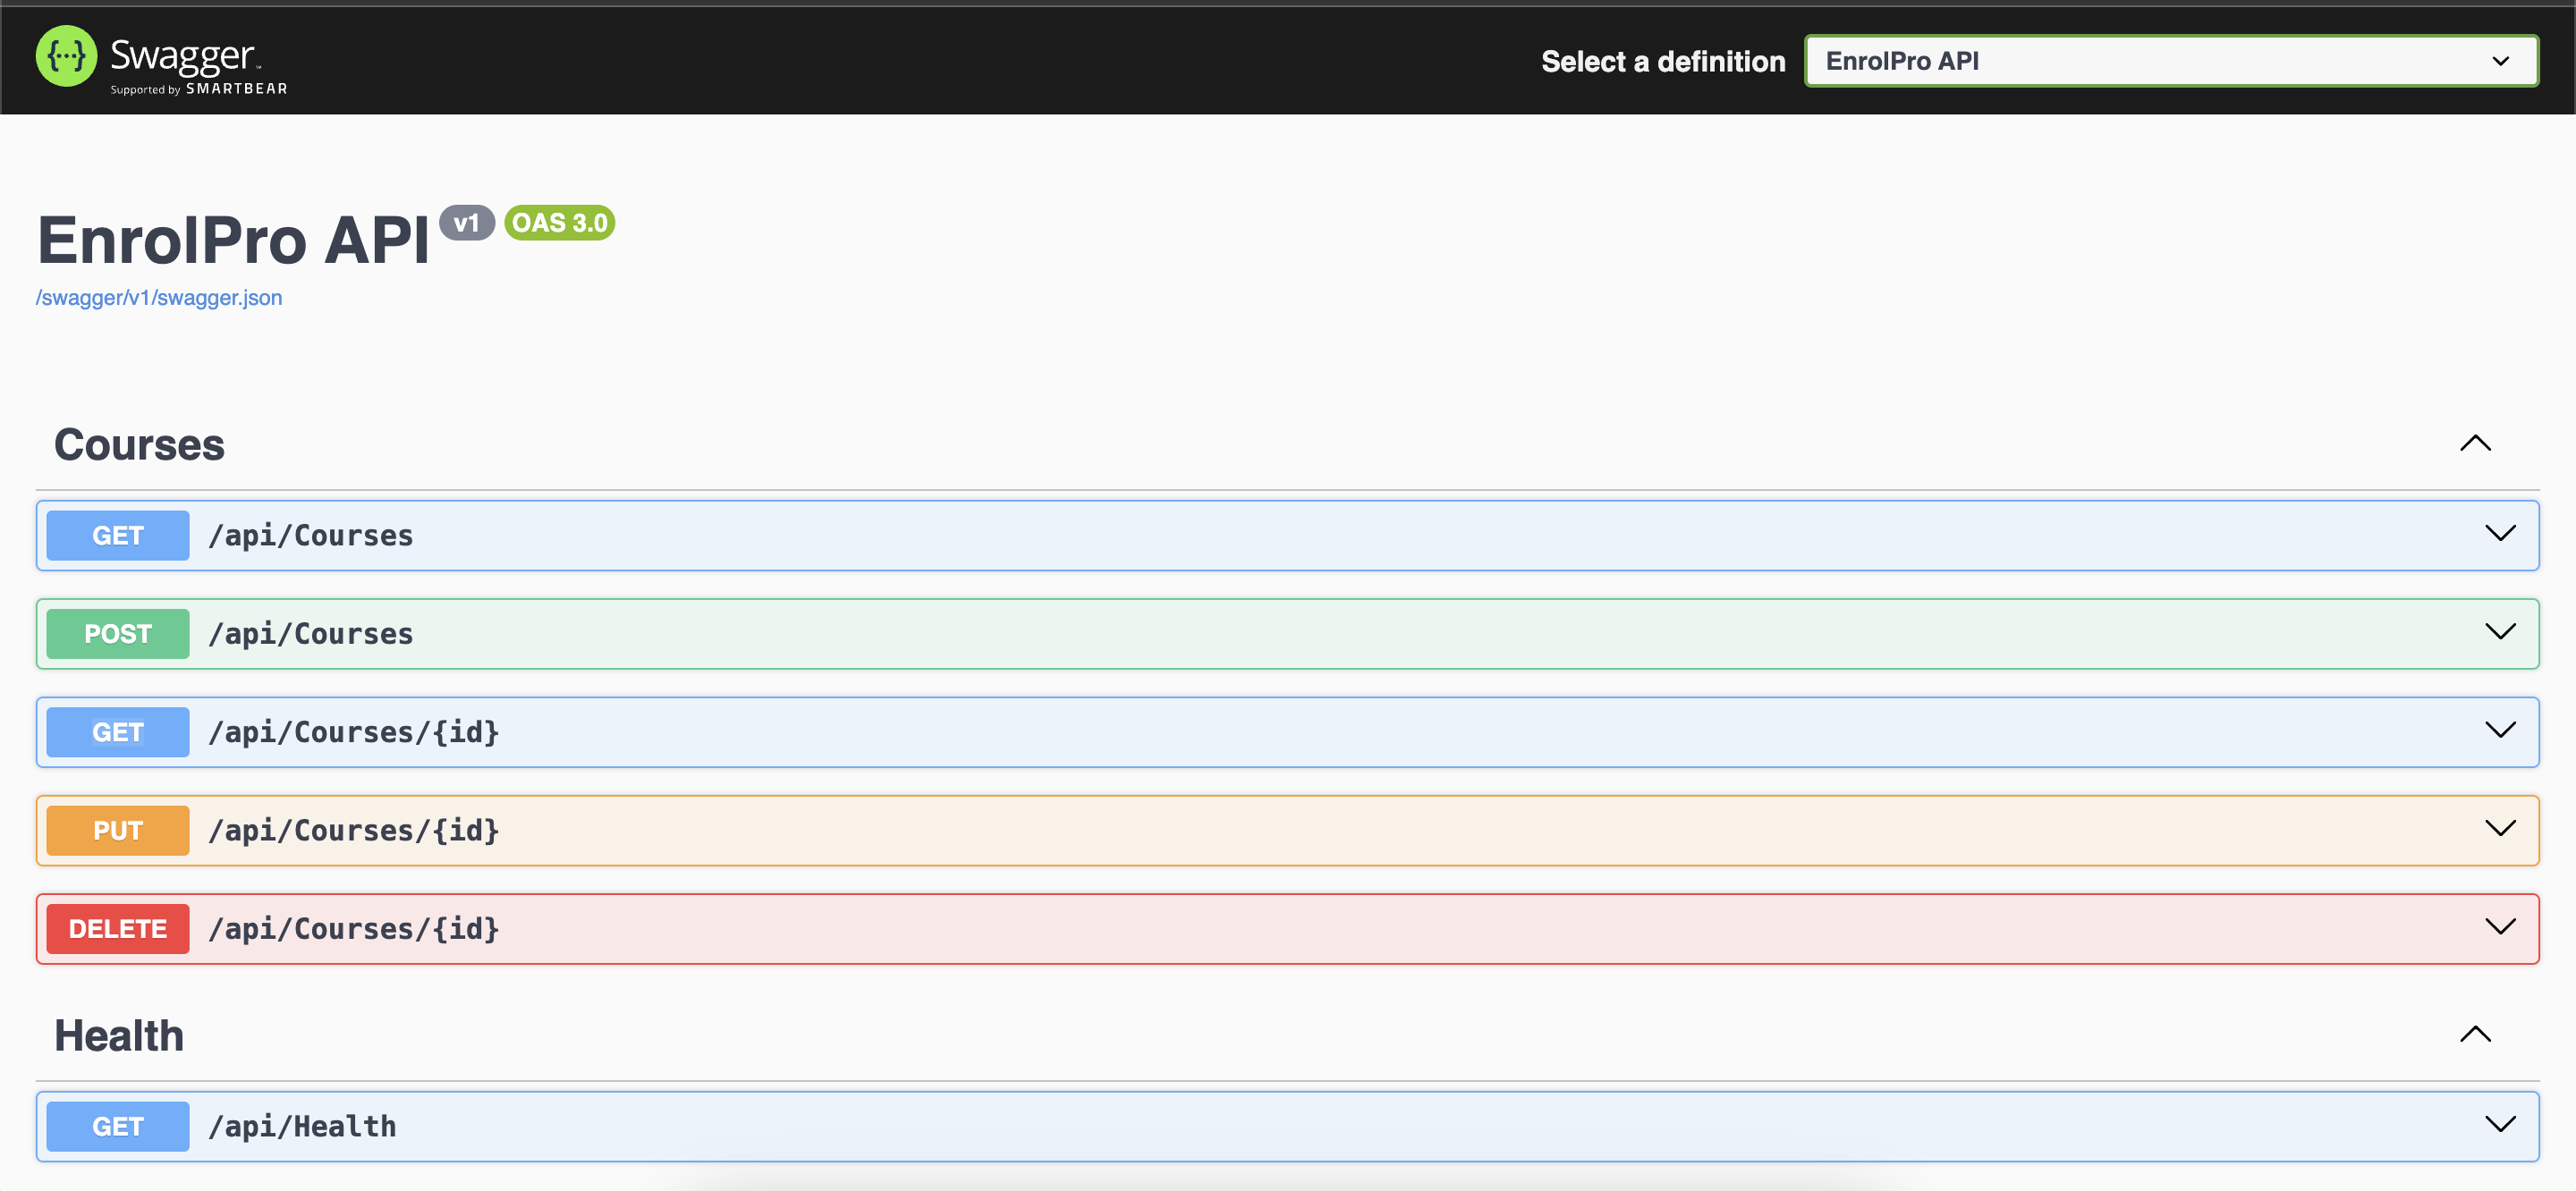 {···} Swagger™
Supported by SMARTBEAR
Select a definition
EnrolPro API
EnrolPro API v1 OAS 3.0
/swagger/v1/swagger.json
Courses
GET /api/Courses
POST /api/Courses
GET /api/Courses/{id}
PUT /api/Courses/{id}
DELETE /api/Courses/{id}
Health
GET /api/Health